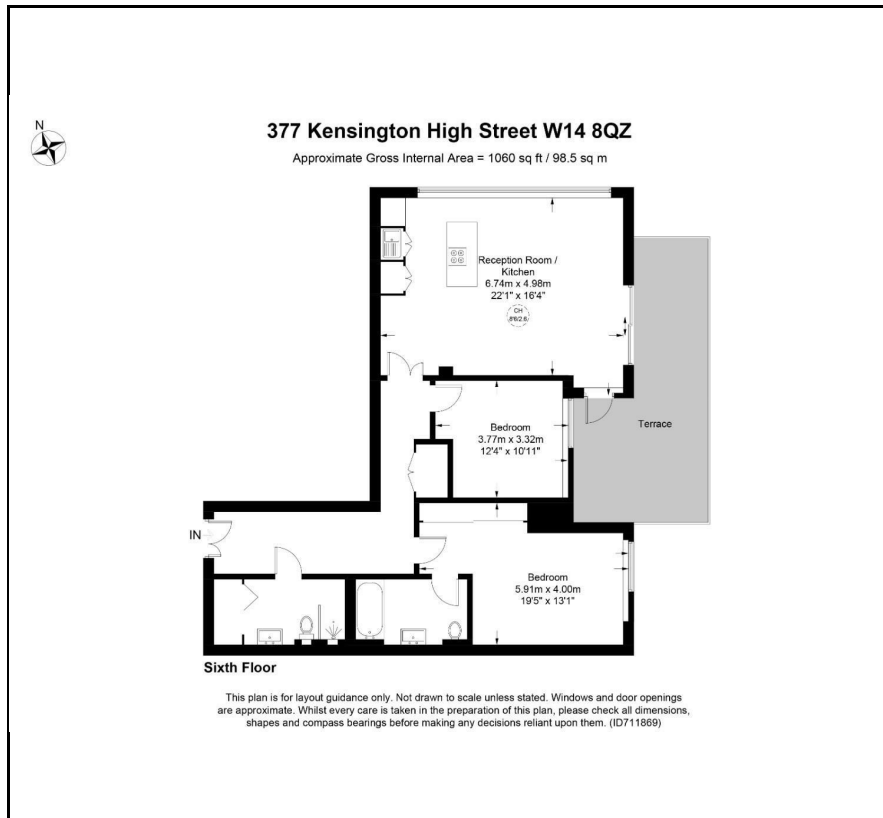 N
377 Kensington High Street W14 8QZ
Approximate Gross Internal Area = 1060 sq ft / 98.5 sq m
Reception Room /
Kitchen
6.74m x 4.98m
22'1" x 16'4"
CH
8'6/2.6
Bedroom
3.77m x 3.32m
12'4" x 10'11"
Terrace
IN
Bedroom
5.91m x 4.00m
19'5" x 13'1"
Sixth Floor
This plan is for layout guidance only. Not drawn to scale unless stated. Windows and door openings
are approximate. Whilst every care is taken in the preparation of this plan, please check all dimensions,
shapes and compass bearings before making any decisions reliant upon them. (ID711869)